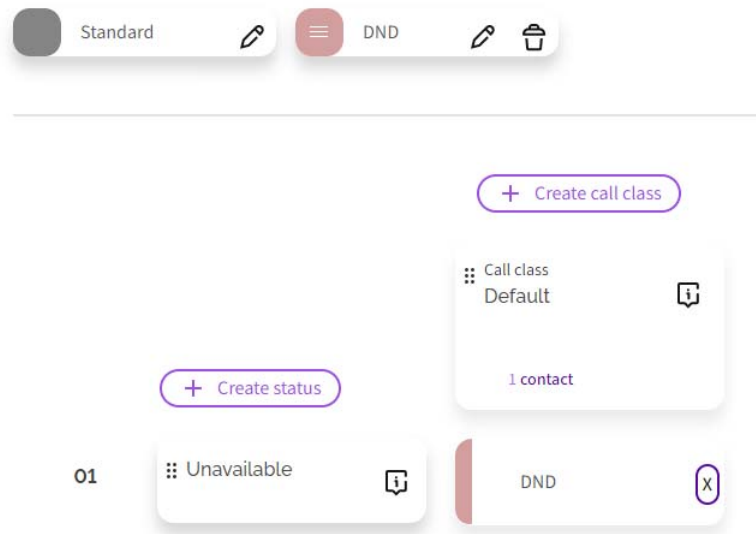 Standard
DND
+ Create call class
Call class
Default
1 contact
+ Create status
01
Unavailable
DND
X